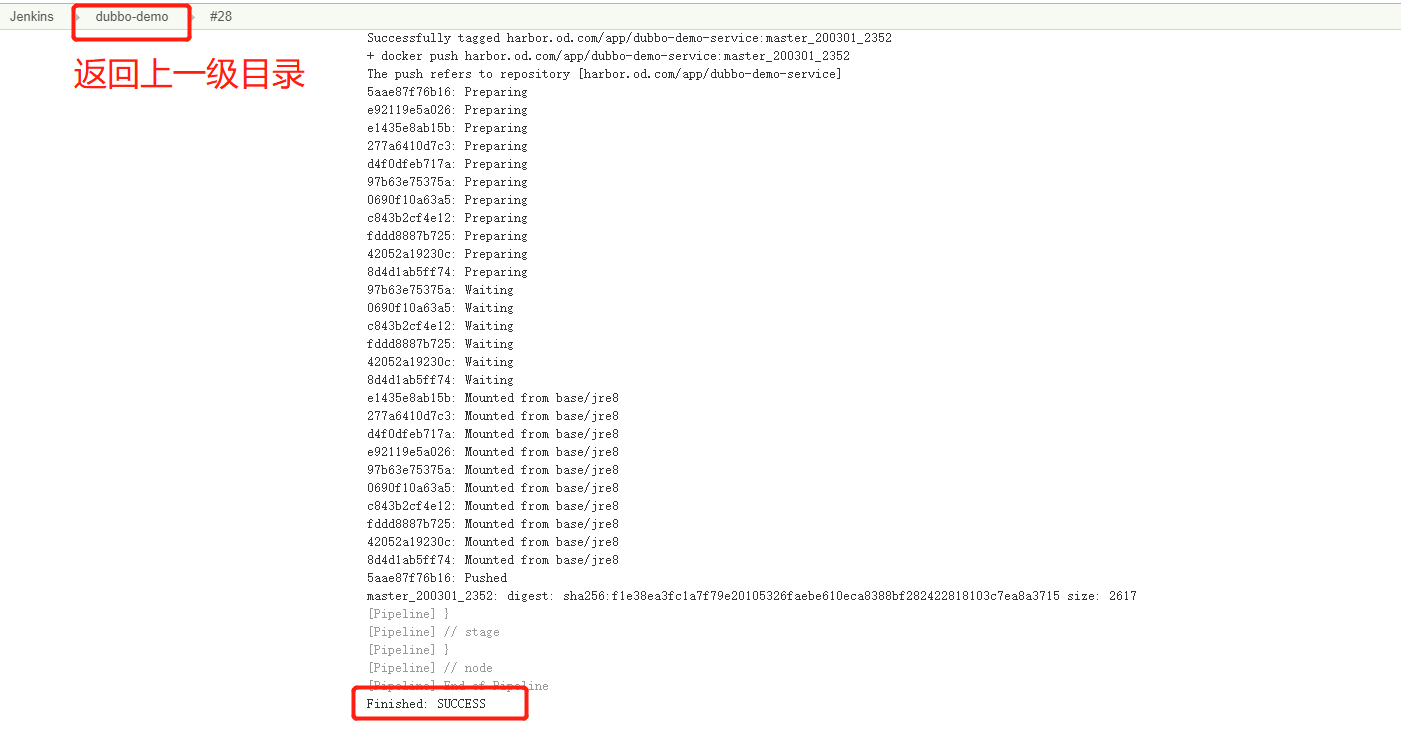 Jenkins dubbo-demo #28
返回上一级目录
Successfully tagged harbor.od.com/app/dubbo-demo-service:master_200301_2352
+ docker push harbor.od.com/app/dubbo-demo-service:master_200301_2352
The push refers to repository [harbor.od.com/app/dubbo-demo-service]
5aae87f76b16: Preparing
e92119e5a026: Preparing
e1435e8ab15b: Preparing
277a6410d7c3: Preparing
d4f0dfeb717a: Preparing
97b63e75375a: Preparing
0690f10a63a5: Preparing
c843b2cf4e12: Preparing
fddd8887b725: Preparing
42052a19230c: Preparing
8d4d1ab5ff74: Preparing
97b63e75375a: Waiting
0690f10a63a5: Waiting
c843b2cf4e12: Waiting
fddd8887b725: Waiting
42052a19230c: Waiting
8d4d1ab5ff74: Waiting
e1435e8ab15b: Mounted from base/jre8
277a6410d7c3: Mounted from base/jre8
d4f0dfeb717a: Mounted from base/jre8
e92119e5a026: Mounted from base/jre8
97b63e75375a: Mounted from base/jre8
0690f10a63a5: Mounted from base/jre8
c843b2cf4e12: Mounted from base/jre8
fddd8887b725: Mounted from base/jre8
42052a19230c: Mounted from base/jre8
8d4d1ab5ff74: Mounted from base/jre8
5aae87f76b16: Pushed
master_200301_2352: digest: sha256:f1e38ea3fc1a7f79e20105326faebe610eca8388bf282422818103c7ea8a3715 size: 2617
[Pipeline] }
[Pipeline] // stage
[Pipeline] }
[Pipeline] // node
[Pipeline] End of Pipeline
Finished: SUCCESS